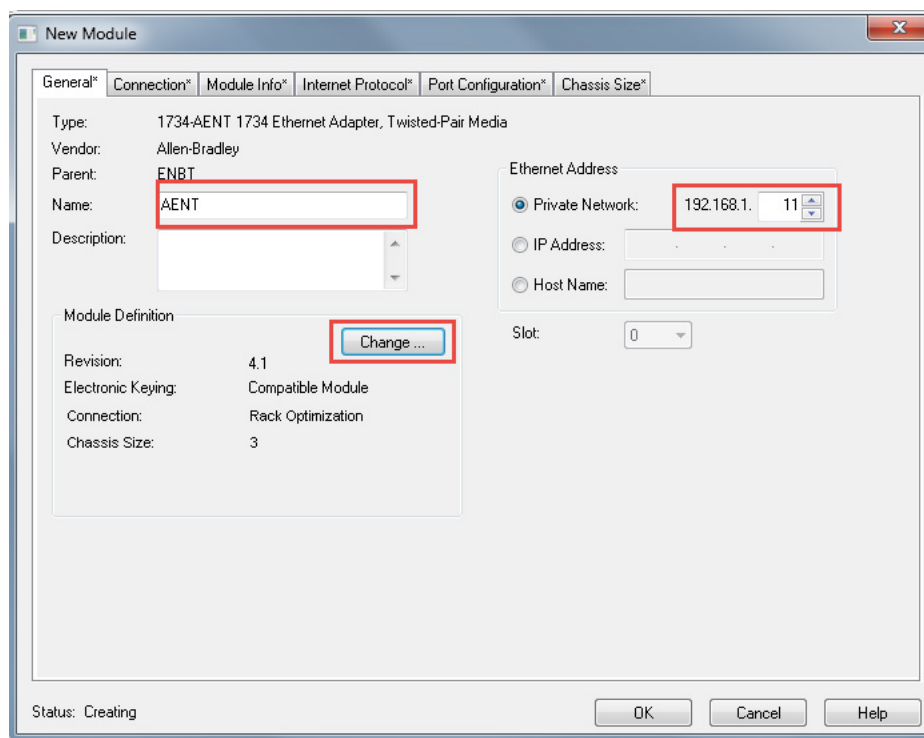 New Module
General* Connection* Module Info* Internet Protocol* Port Configuration* Chassis Size*
Type: 1734-AENT 1734 Ethernet Adapter, Twisted-Pair Media
Vendor: Allen-Bradley
Parent: ENBT
Name: AENT
Description:
Ethernet Address
Private Network: 192.168.1. 11
IP Address: . . .
Host Name:
Module Definition
Change ...
Revision: 4.1
Electronic Keying: Compatible Module
Connection: Rack Optimization
Chassis Size: 3
Slot: 0
Status: Creating
OK Cancel Help